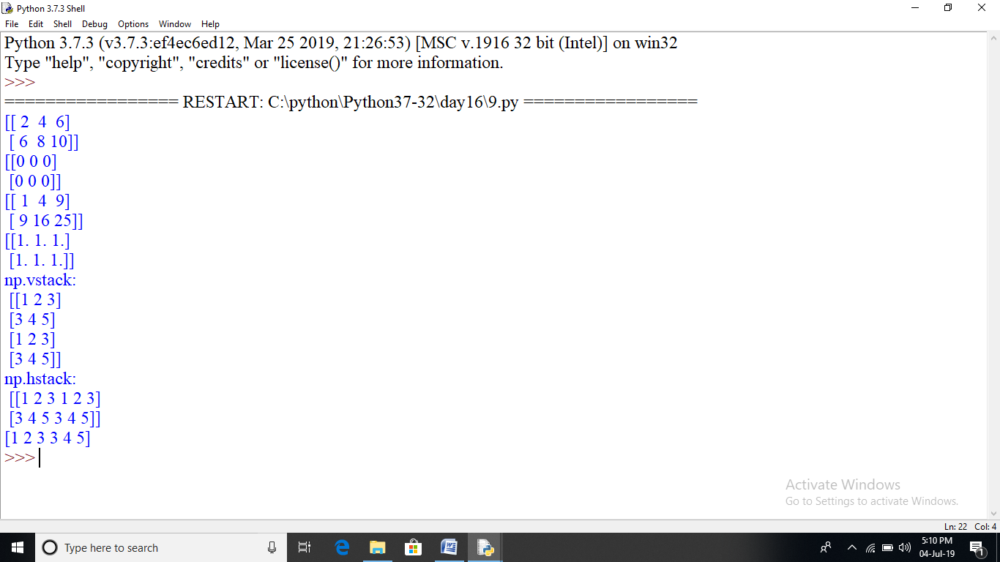 Python 3.7.3 Shell
File Edit Shell Debug Options Window Help
Python 3.7.3 (v3.7.3:ef4ec6ed12, Mar 25 2019, 21:26:53) [MSC v.1916 32 bit (Intel)] on win32
Type "help", "copyright", "credits" or "license()" for more information.
>>>
================= RESTART: C:\python\Python37-32\day16\9.py =================
[[ 2  4  6]
 [ 6  8 10]]
[[0 0 0]
 [0 0 0]]
[[ 1  4  9]
 [ 9 16 25]]
[[1. 1. 1.]
 [1. 1. 1.]]
np.vstack:
 [[1 2 3]
 [3 4 5]
 [1 2 3]
 [3 4 5]]
np.hstack:
 [[1 2 3 1 2 3]
 [3 4 5 3 4 5]]
[1 2 3 3 4 5]
>>>
Activate Windows
Go to Settings to activate Windows.
Ln: 22 Col: 4
Type here to search
5:10 PM
04-Jul-19
1